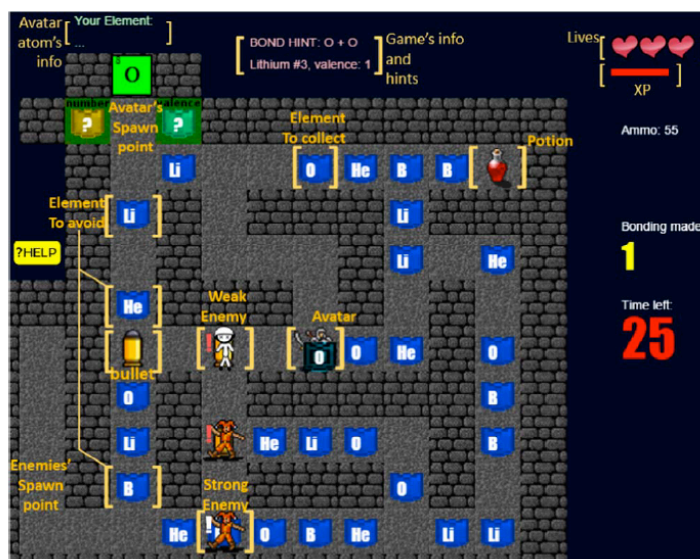 Avatar atom's info
Your Element:
...
BOND HINT: O + O
Lithium #3, valence: 1
Game's info and hints
Lives
XP
8
O
number
valence
?
?
Avatar's Spawn point
Element To collect
Potion
Ammo: 55
Li
O
He
B
B
Element To avoid
Li
Li
?HELP
Li
He
Bonding made
1
He
Weak Enemy
Avatar
Time left:
25
!
O
O
He
O
bullet
O
B
Li
!
He
Li
O
B
Enemies' Spawn point
B
Strong Enemy
O
He
!
O
B
He
Li
Li